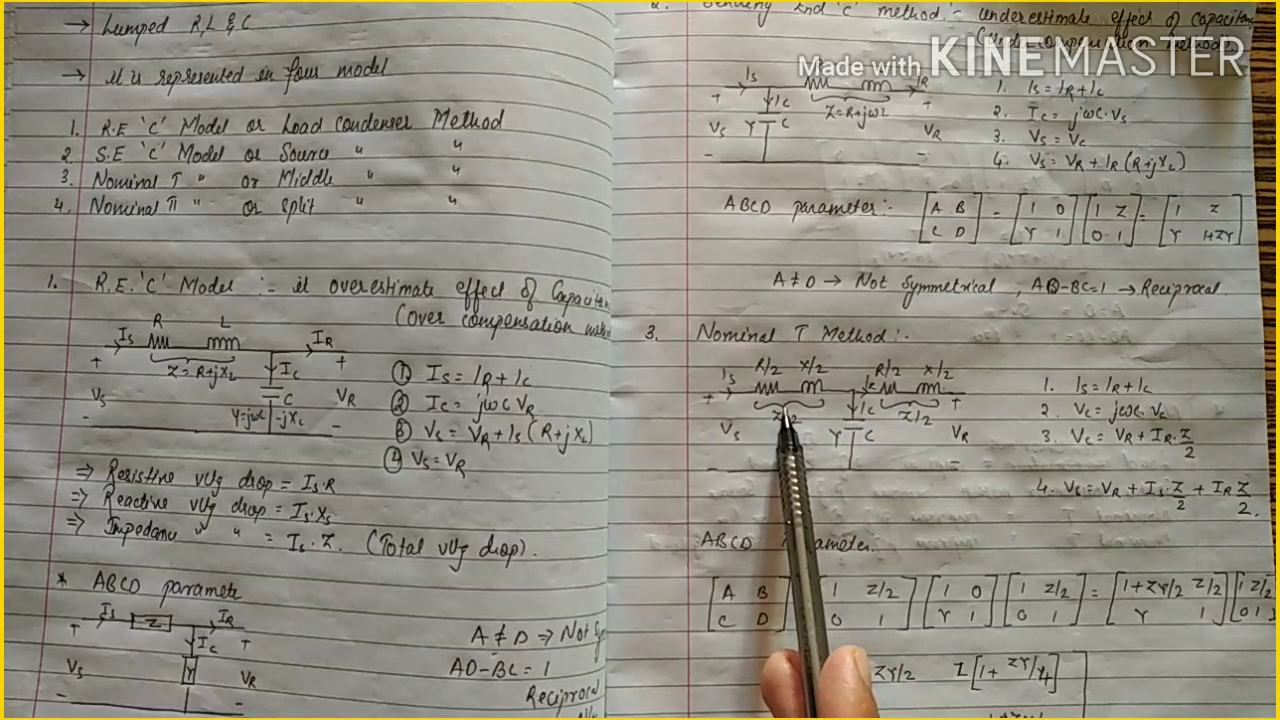 → Lumped R, L & C
→ it is represented in four model
1. R.E 'C' Model or Load Condenser Method
2. S.E 'C' Model or Source " "
3. Nominal T " or Middle " "
4. Nominal π " or Split " "
1. R.E. 'C' Model :- it overestimate effect of Capaciten
(over compensation meth
Is R L IR
+ Z = R+jXL Ic +
Vs C VR
- Y=jωc -jXc -
① Is = IR + Ic
② Ic = jωc VR
③ Vs = VR + Is (R+jXL)
④ Vs = VR
⇒ Resistive vtg drop = Is.R
⇒ Reactive vtg drop = Is.Xs
⇒ Impedanu " " = Is.Z. (Total vtg drop).
* ABCD paramete
Is Z IR
+ Ic +
Vs Y VR
- -
A ≠ D ⇒ Not Sy
AD-BC = 1
Reciprocal
2. End 'C' method:- underestimate effect of capacitan
Made with KINEMASTER
Is IR
+ Ic Z=R+jωL +
Vs Y C VR
- -
1. Is = IR + Ic
2. Ic = jωc.Vs
3. Vs = Vc
4. Vs = VR + IR (R+jXL)
ABCD parameter:- [A B C D] = [1 0 Y 1] [1 Z 0 1] = [1 Z Y 1+ZY]
A ≠ D → Not Symmetrical, AD-BC=1 → Reciprocal.
3. Nominal T Method:-
Is R/2 X/2 R/2 X/2
+ Z/2 Ic Z/2 +
Vs Y C VR
- -
1. Is = IR + Ic
2. Vc = jωc.Vc
3. Vc = VR + IR.Z/2
4. Vs = VR + Is.Z/2 + IR Z/2.
ABCD
[A B C D] [1 Z/2 0 1] [1 0 Y 1] [1 Z/2 0 1] = [1+ZY/2 Z/2 Y 1] [1 Z/2 0 1]
ZY/2 Z[1+ZY/4]